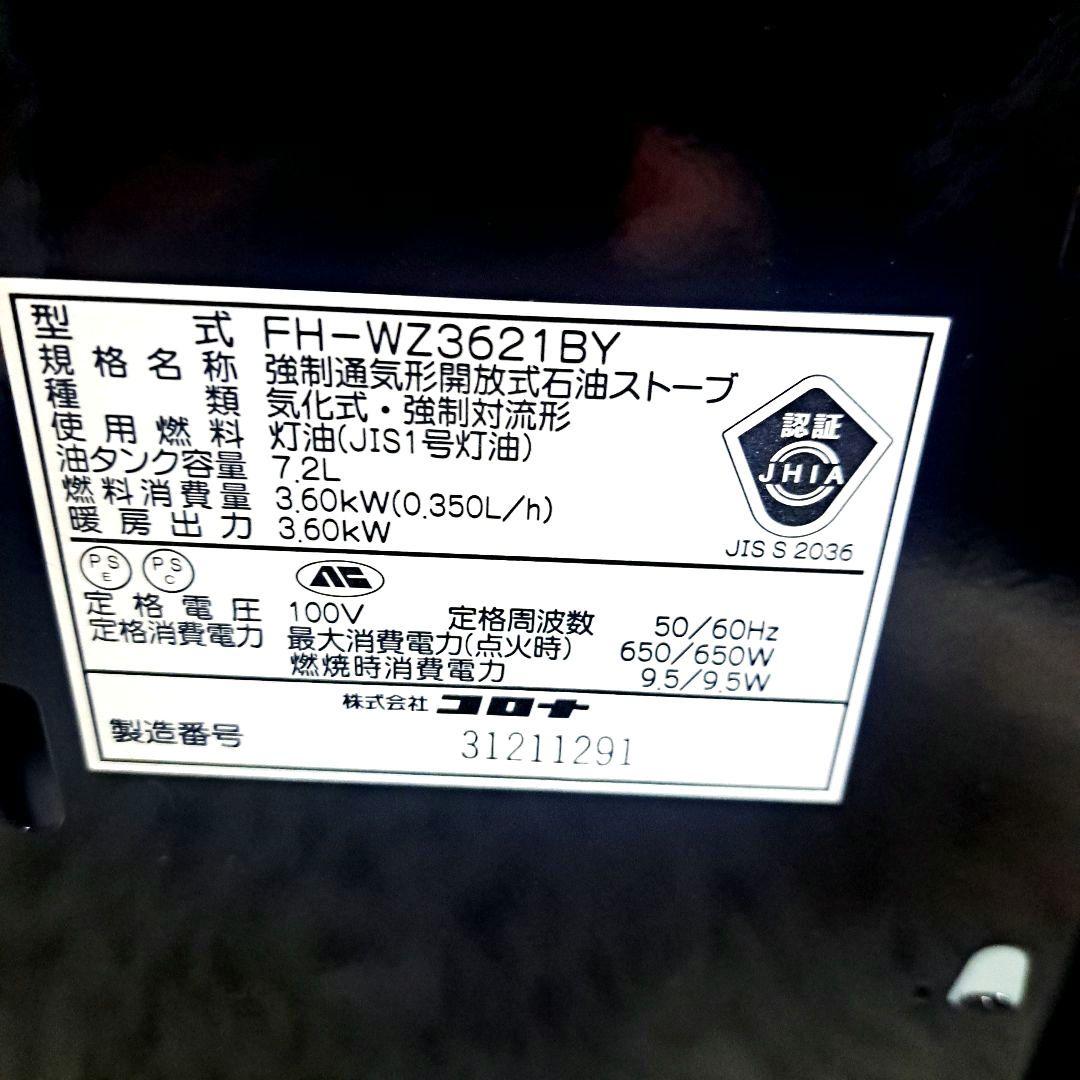 型式 FH-WZ3621BY
規格名称 強制通気形開放式石油ストーブ
種類 気化式・強制対流形
使用燃料 灯油(JIS1号灯油)
油タンク容量 7.2L
燃料消費量 3.60kW(0.350L/h)
暖房出力 3.60kW
認証
JHIA
JIS S 2036
PS E PS C
定格電圧 100V 定格周波数 50/60Hz
定格消費電力 最大消費電力(点火時) 650/650W
燃焼時消費電力 9.5/9.5W
株式会社 コロナ
製造番号 31211291